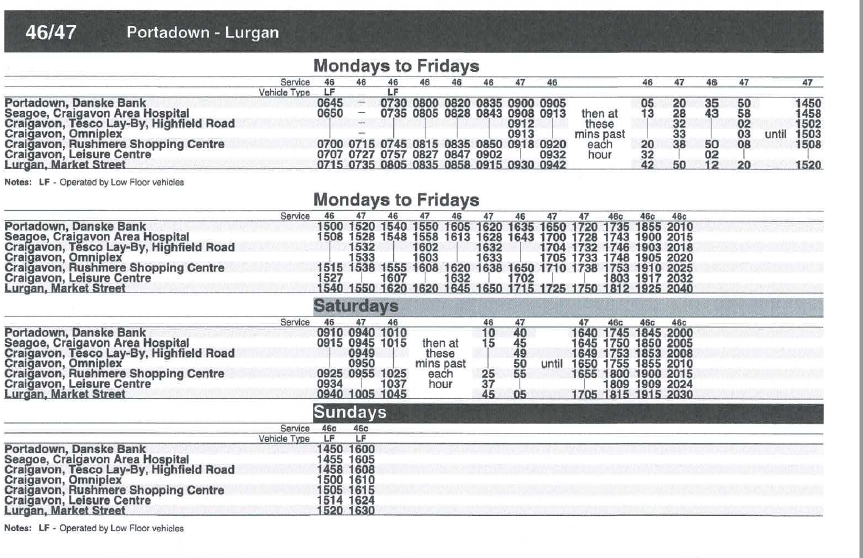 46/47 Portadown - Lurgan
Mondays to Fridays
Service 46 46 46 46 46 46 47 46 46 47 46 47 47
Vehicle Type LF LF
Portadown, Danske Bank 0645 – 0730 0800 0820 0835 0900 0905 05 20 35 50 1450
Seagoe, Craigavon Area Hospital 0650 – 0735 0805 0828 0843 0908 0913 then at 13 28 43 58 1458
Craigavon, Tesco Lay-By, Highfield Road | – | | | | 0912 | these | 32 | 02 1502
Craigavon, Omniplex | – | | | | 0913 | mins past | 33 | 03 until 1503
Craigavon, Rushmere Shopping Centre 0700 0715 0745 0815 0835 0850 0918 0920 each 20 38 50 08 1508
Craigavon, Leisure Centre 0707 0727 0757 0827 0847 0902 | 0932 hour 32 | 02 | |
Lurgan, Market Street 0715 0735 0805 0835 0858 0915 0930 0942 42 50 12 20 1520
Notes: LF - Operated by Low Floor vehicles
Mondays to Fridays
Service 46 47 46 47 46 47 46 47 47 46c 46c 46c
Portadown, Danske Bank 1500 1520 1540 1550 1605 1620 1635 1650 1720 1735 1855 2010
Seagoe, Craigavon Area Hospital 1508 1528 1548 1558 1613 1628 1643 1700 1728 1743 1900 2015
Craigavon, Tesco Lay-By, Highfield Road | 1532 | 1602 | 1632 | 1704 1732 1746 1903 2018
Craigavon, Omniplex | 1533 | 1603 | 1633 | 1705 1733 1748 1905 2020
Craigavon, Rushmere Shopping Centre 1515 1538 1555 1608 1620 1638 1650 1710 1738 1753 1910 2025
Craigavon, Leisure Centre 1527 | 1607 | 1632 | 1702 | | 1803 1917 2032
Lurgan, Market Street 1540 1550 1620 1620 1645 1650 1715 1725 1750 1812 1925 2040
Saturdays
Service 46 47 46 46 47 47 46c 46c 46c
Portadown, Danske Bank 0910 0940 1010 10 40 1640 1745 1845 2000
Seagoe, Craigavon Area Hospital 0915 0945 1015 then at 15 45 1645 1750 1850 2005
Craigavon, Tesco Lay-By, Highfield Road | 0949 | these | 49 1649 1753 1853 2008
Craigavon, Omniplex | 0950 | mins past | 50 until 1650 1755 1855 2010
Craigavon, Rushmere Shopping Centre 0925 0955 1025 each 25 55 1655 1800 1900 2015
Craigavon, Leisure Centre 0934 | 1037 hour 37 | | 1809 1909 2024
Lurgan, Market Street 0940 1005 1045 45 05 1705 1815 1915 2030
Sundays
Service 46c 46c
Vehicle Type LF LF
Portadown, Danske Bank 1450 1600
Seagoe, Craigavon Area Hospital 1455 1605
Craigavon, Tesco Lay-By, Highfield Road 1458 1608
Craigavon, Omniplex 1500 1610
Craigavon, Rushmere Shopping Centre 1505 1615
Craigavon, Leisure Centre 1514 1624
Lurgan, Market Street 1520 1630
Notes: LF - Operated by Low Floor vehicles